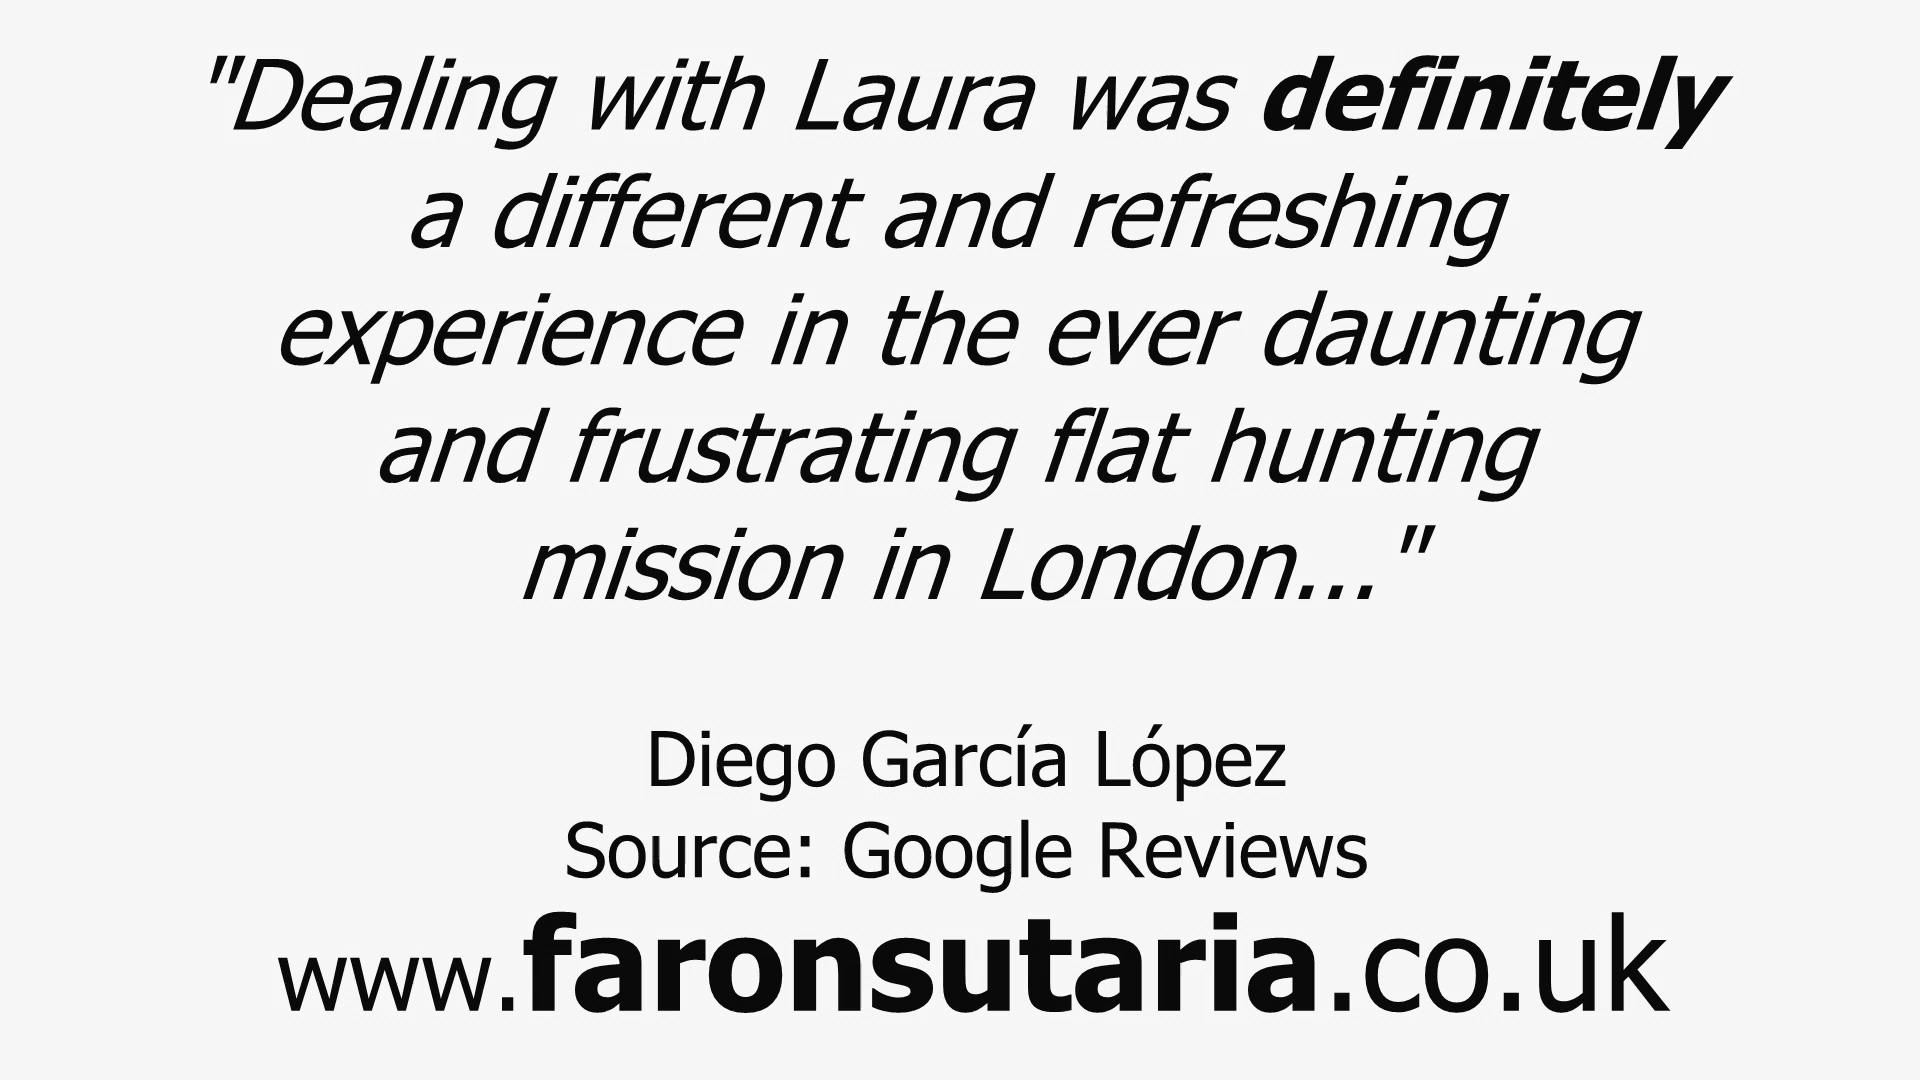 "Dealing with Laura was definitely
a different and refreshing
experience in the ever daunting
and frustrating flat hunting
mission in London..."
Diego García López
Source: Google Reviews
www.faronsutaria.co.uk